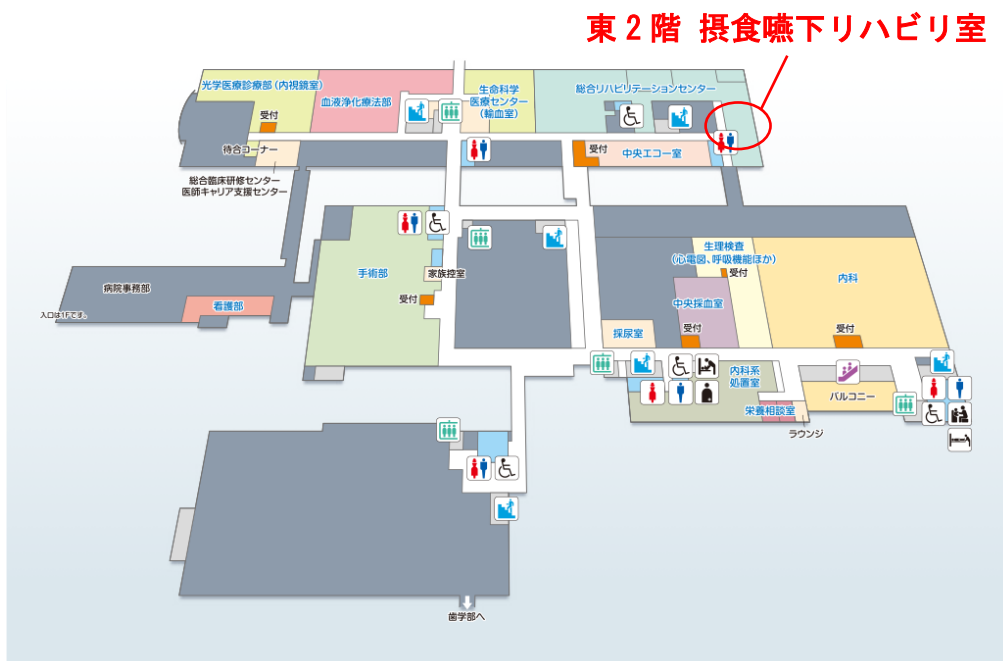 東2階 摂食嚥下リハビリ室
光学医療診療部(内視鏡室)
血液浄化療法部
生命科学
医療センター
(輸血室)
総合リハビリテーションセンター
受付
待合コーナー
受付
中央エコー室
総合臨床研修センター
医師キャリア支援センター
生理検査
(心電図、呼吸機能ほか)
受付
内科
手術部
家族控室
受付
病院事務部
看護部
入口は1Fです。
中央採血室
採尿室
受付
受付
内科系
処置室
バルコニー
栄養相談室
ラウンジ
歯学部へ